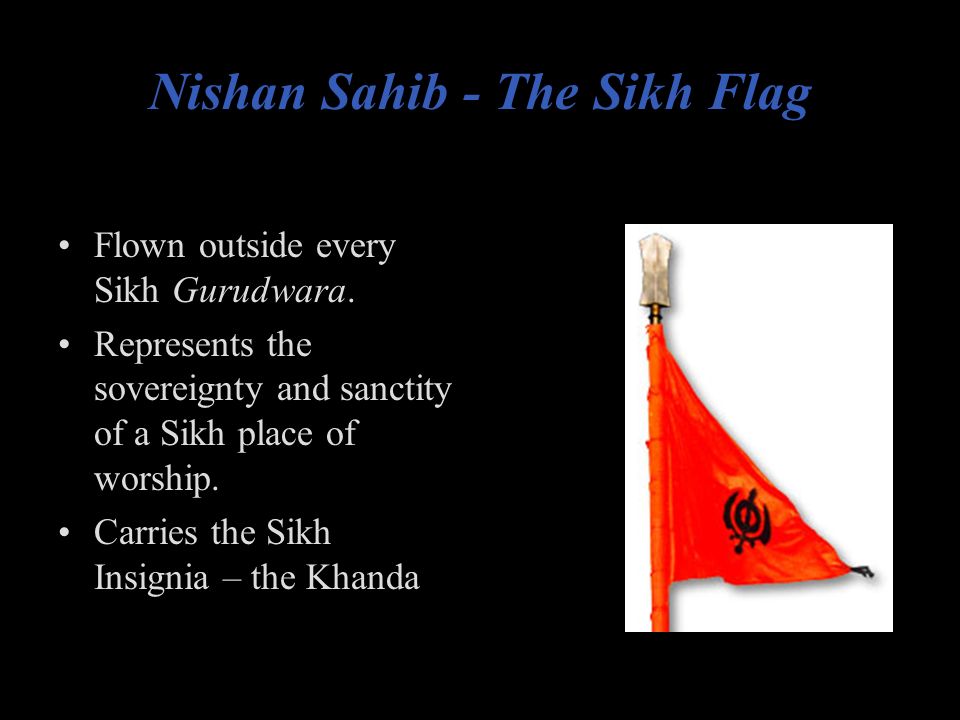 Nishan Sahib - The Sikh Flag
• Flown outside every
Sikh Gurudwara.
• Represents the
sovereignty and sanctity
of a Sikh place of
worship.
• Carries the Sikh
Insignia – the Khanda